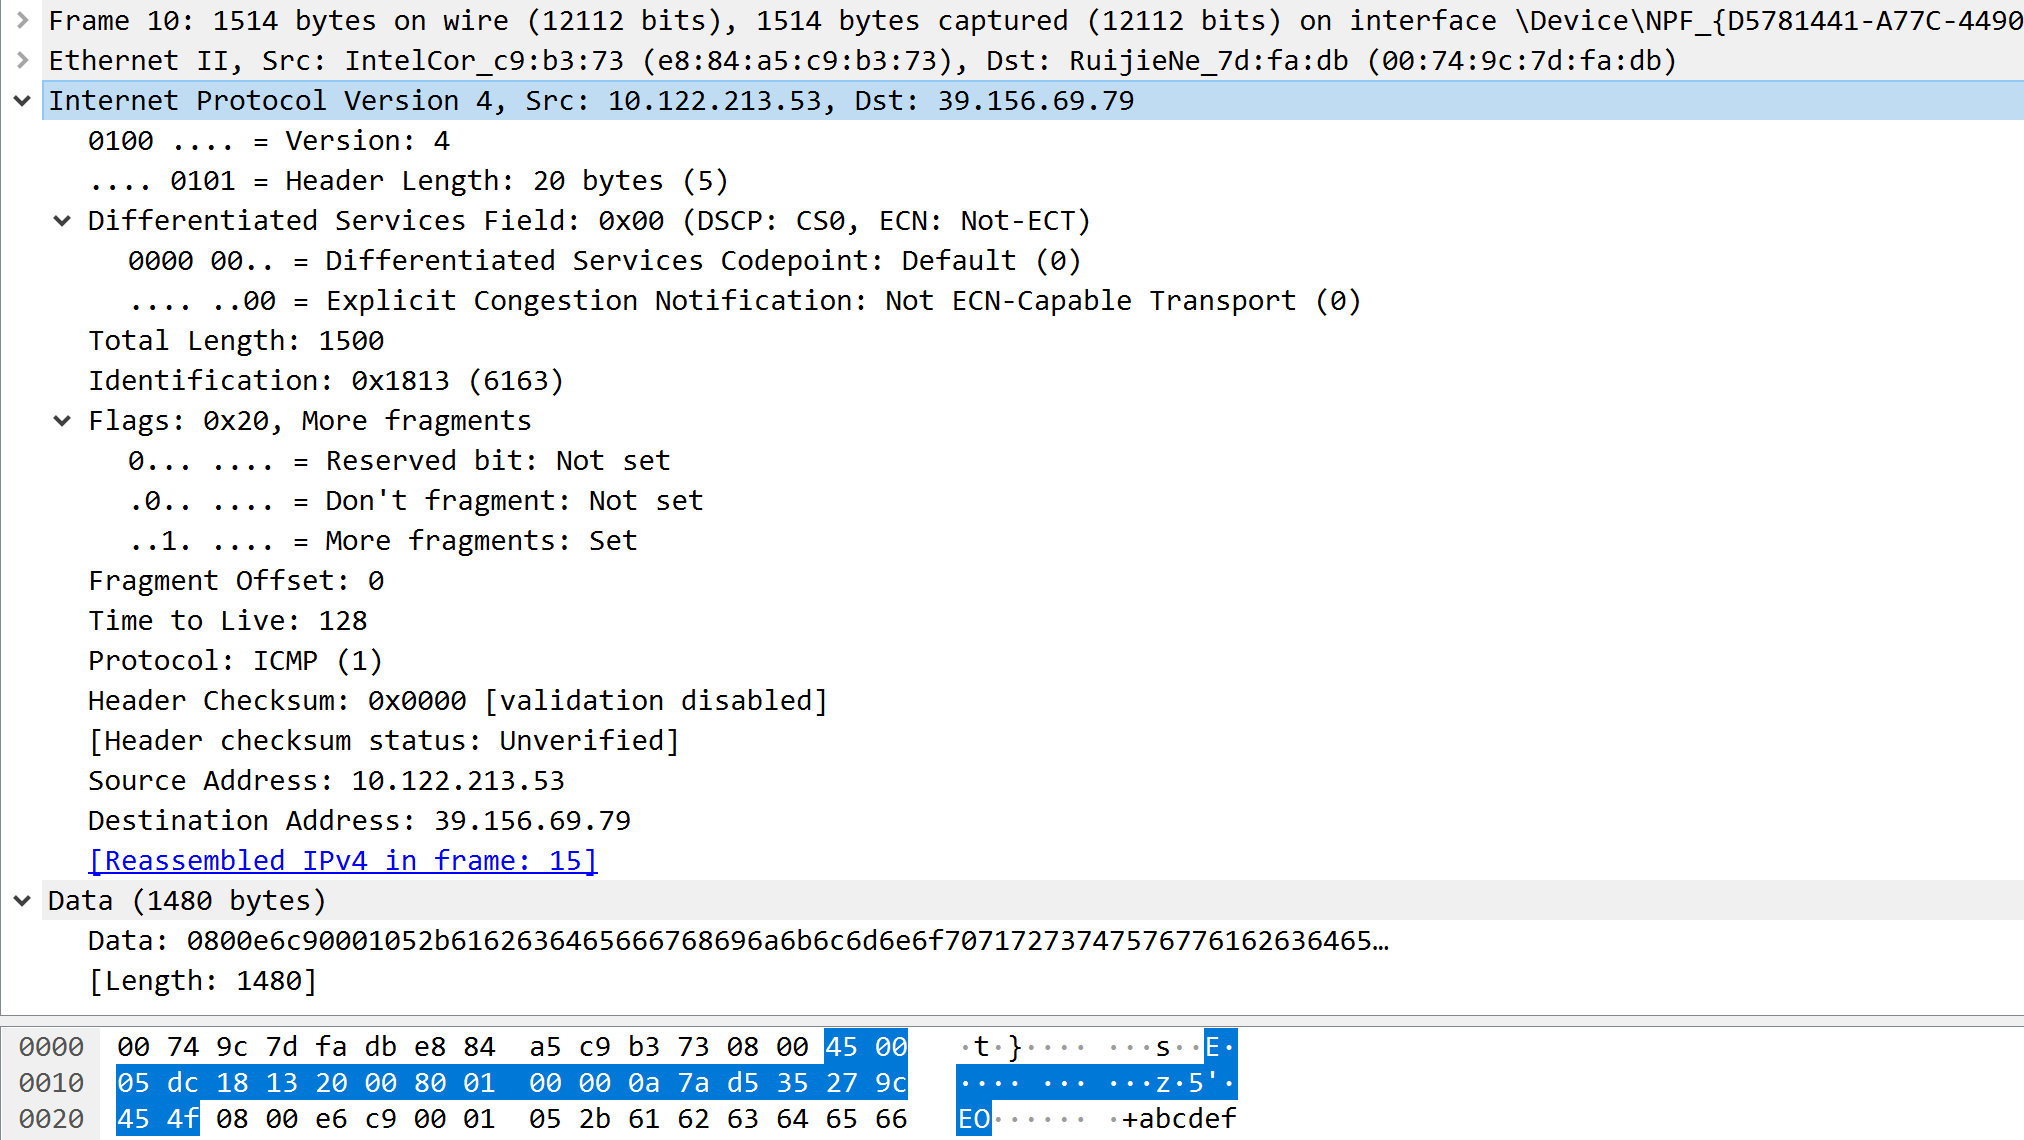 Frame 10: 1514 bytes on wire (12112 bits), 1514 bytes captured (12112 bits) on interface \Device\NPF_{D5781441-A77C-4490
Ethernet II, Src: IntelCor_c9:b3:73 (e8:84:a5:c9:b3:73), Dst: RuijieNe_7d:fa:db (00:74:9c:7d:fa:db)
Internet Protocol Version 4, Src: 10.122.213.53, Dst: 39.156.69.79
0100 .... = Version: 4
.... 0101 = Header Length: 20 bytes (5)
Differentiated Services Field: 0x00 (DSCP: CS0, ECN: Not-ECT)
0000 00.. = Differentiated Services Codepoint: Default (0)
.... ..00 = Explicit Congestion Notification: Not ECN-Capable Transport (0)
Total Length: 1500
Identification: 0x1813 (6163)
Flags: 0x20, More fragments
0... .... = Reserved bit: Not set
.0.. .... = Don't fragment: Not set
..1. .... = More fragments: Set
Fragment Offset: 0
Time to Live: 128
Protocol: ICMP (1)
Header Checksum: 0x0000 [validation disabled]
[Header checksum status: Unverified]
Source Address: 10.122.213.53
Destination Address: 39.156.69.79
[Reassembled IPv4 in frame: 15]
Data (1480 bytes)
Data: 0800e6c90001052b6162636465666768696a6b6c6d6e6f7071727374757677616263646​5…
[Length: 1480]
0000 00 74 9c 7d fa db e8 84 a5 c9 b3 73 08 00 45 00 ·t·}···· ···s··E·
0010 05 dc 18 13 20 00 80 01 00 00 0a 7a d5 35 27 9c ···· ··· ···z·5'·
0020 45 4f 08 00 e6 c9 00 01 05 2b 61 62 63 64 65 66 EO······ ·+abcdef